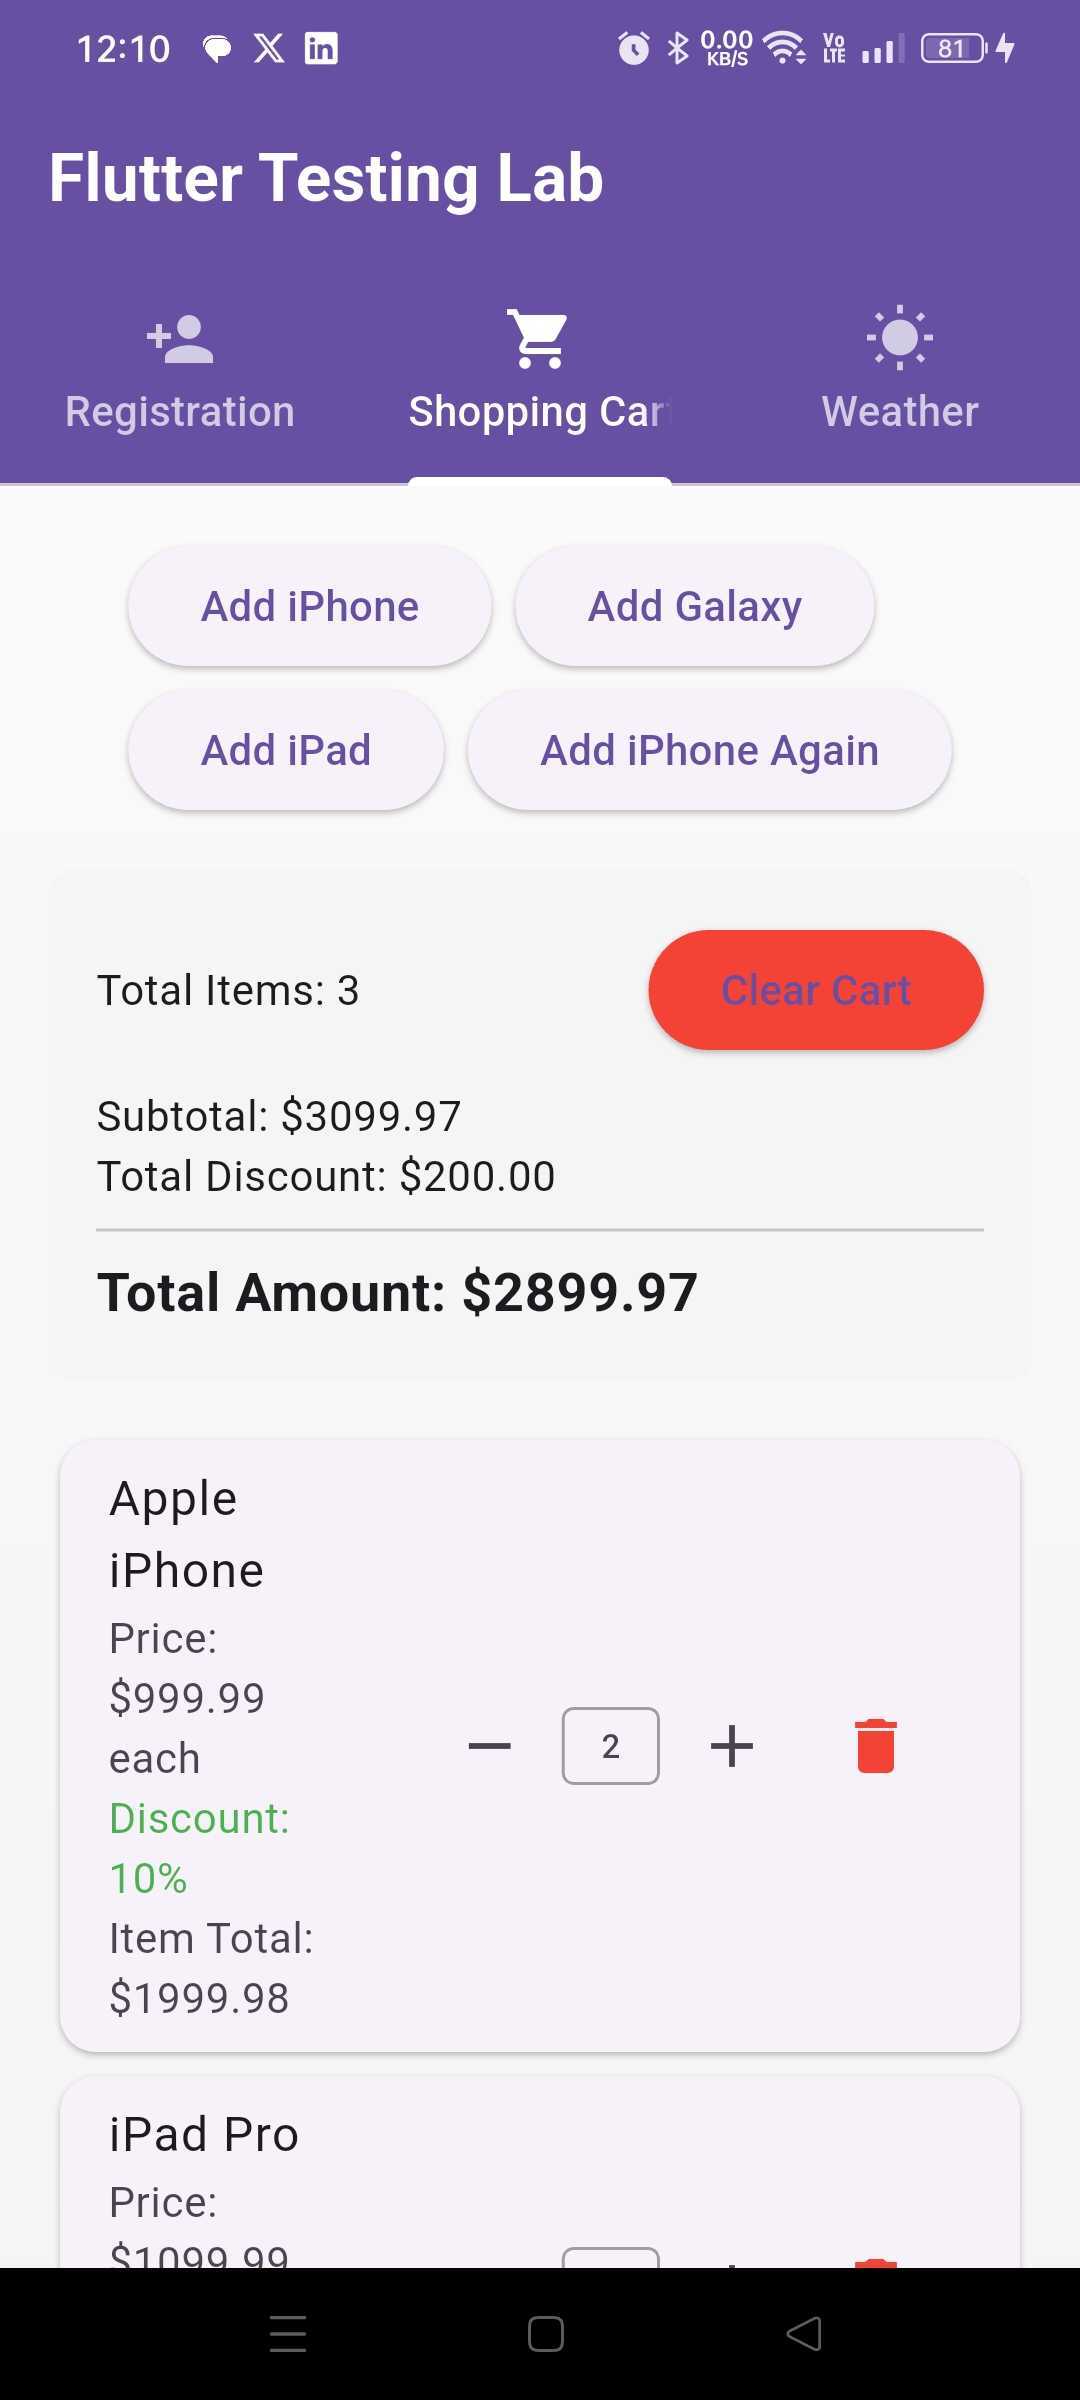 12:10 0.00 KB/S Vo LTE 81
Flutter Testing Lab
Registration Shopping Car Weather
Add iPhone Add Galaxy
Add iPad Add iPhone Again
Total Items: 3 Clear Cart
Subtotal: $3099.97
Total Discount: $200.00
Total Amount: $2899.97
Apple
iPhone
Price:
$999.99
each
Discount:
10%
Item Total:
$1999.98
2
iPad Pro
Price:
$1099.99